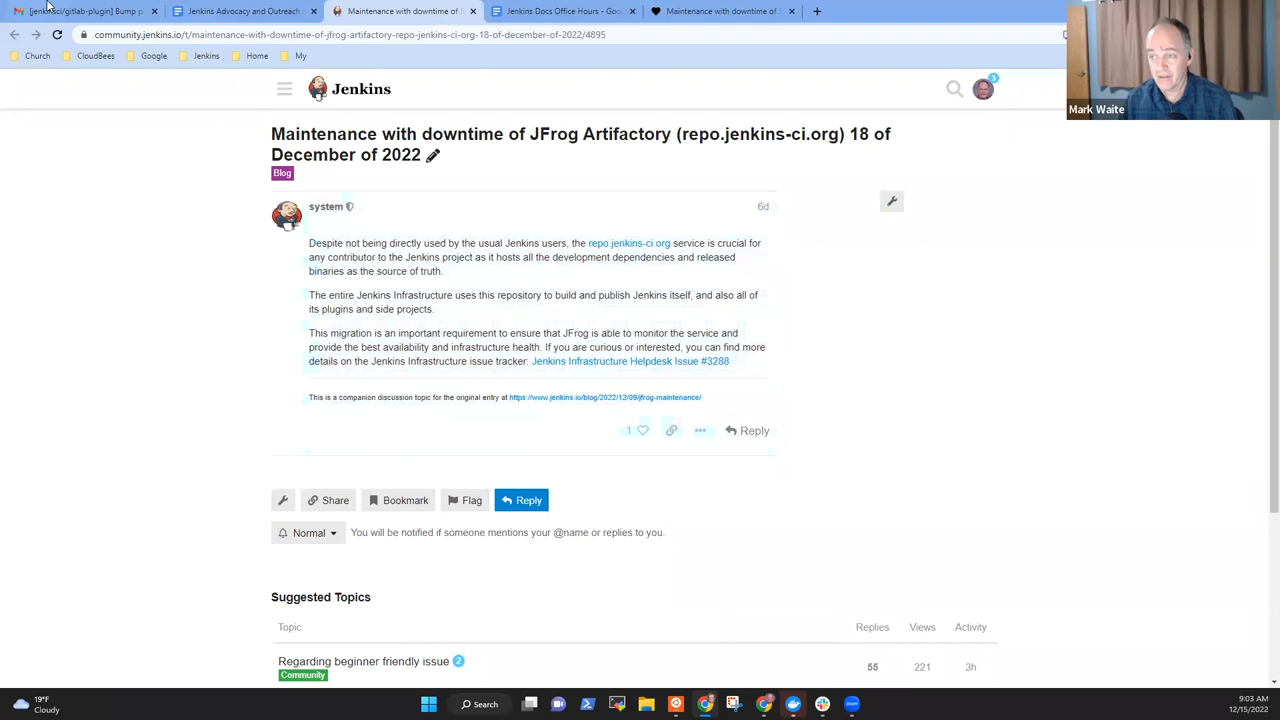 [jenkinsci/gitlab-plugin] Bump p
Jenkins Advocacy and Outreach
Maintenance with downtime of J
Jenkins Docs Office Hours - Goo
Maintenance with downtime of
community.jenkins.io/t/maintenance-with-downtime-of-jfrog-artifactory-repo-jenkins-ci-org-18-of-december-of-2022/4895
Church
CloudBees
Google
Jenkins
Home
My
Jenkins
3
Mark Waite
Maintenance with downtime of JFrog Artifactory (repo.jenkins-ci.org) 18 of
December of 2022
Blog
system
6d
Despite not being directly used by the usual Jenkins users, the repo.jenkins-ci.org service is crucial for
any contributor to the Jenkins project as it hosts all the development dependencies and released
binaries as the source of truth.
The entire Jenkins Infrastructure uses this repository to build and publish Jenkins itself, and also all of
its plugins and side projects.
This migration is an important requirement to ensure that JFrog is able to monitor the service and
provide the best availability and infrastructure health. If you are curious or interested, you can find more
details on the Jenkins Infrastructure issue tracker: Jenkins Infrastructure Helpdesk Issue #3288
This is a companion discussion topic for the original entry at https://www.jenkins.io/blog/2022/12/09/jfrog-maintenance/
1
Reply
Share
Bookmark
Flag
Reply
Normal
You will be notified if someone mentions your @name or replies to you.
Suggested Topics
Topic
Replies
Views
Activity
Regarding beginner friendly issue 2
55
221
3h
Community
19°F
Cloudy
Search
9:03 AM
12/15/2022